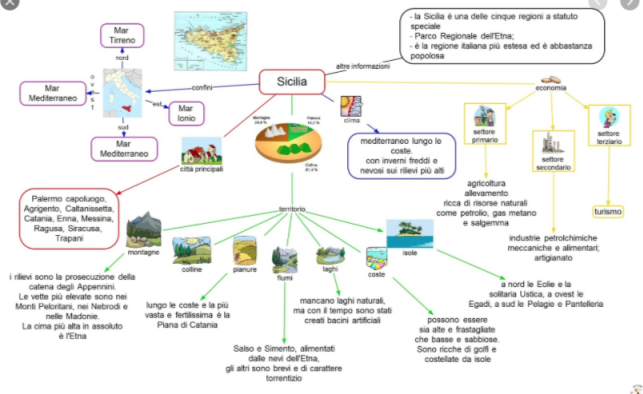 - la Sicilia è una delle cinque regioni a statuto
speciale
- Parco Regionale dell'Etna;
- è la regione italiana più estesa ed è abbastanza
popolosa
altre informazioni
Mar
Tirreno
nord
Sicilia
confini
ovest
Mar
Mediterraneo
est
Mar
Ionio
sud
Mar
Mediterraneo
economia
settore
primario
settore
secondario
settore
terziario
agricoltura
allevamento
ricca di risorse naturali
come petrolio, gas metano
e salgemma
industrie petrolchimiche
meccaniche e alimentari;
artigianato
turismo
clima
mediterraneo lungo le
coste.
con inverni freddi e
nevosi sui rilievi più alti
Montagna
Pianura
Collina
città principali
Palermo capoluogo,
Agrigento, Caltanissetta,
Catania, Enna, Messina,
Ragusa, Siracusa,
Trapani
territorio
montagne
colline
pianure
fiumi
laghi
coste
isole
i rilievi sono la prosecuzione della
catena degli Appennini.
Le vette più elevate sono nei
Monti Peloritani, nei Nebrodi e
nelle Madonie.
La cima più alta in assoluto
è l'Etna
lungo le coste e la più
vasta e fertilissima è la
Piana di Catania
Salso e Simento, alimentati
dalle nevi dell'Etna,
gli altri sono brevi e di carattere
torrentizio
mancano laghi naturali,
ma con il tempo sono stati
creati bacini artificiali
possono essere
sia alte e frastagliate
che basse e sabbiose.
Sono ricche di golfi e
costellate da isole
a nord le Eolie e la
solitaria Ustica, a ovest le
Egadi, a sud le Pelagie e Pantelleria